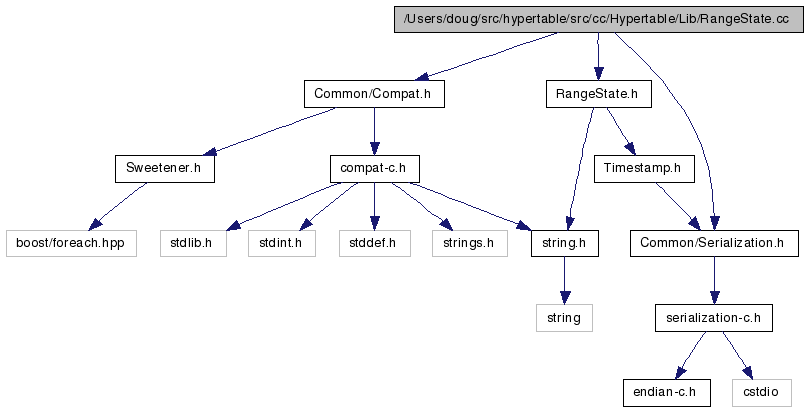 /Users/doug/src/hypertable/src/cc/Hypertable/Lib/RangeState.cc
Common/Compat.h
RangeState.h
Sweetener.h
compat-c.h
Timestamp.h
boost/foreach.hpp
stdlib.h
stdint.h
stddef.h
strings.h
string.h
Common/Serialization.h
string
serialization-c.h
endian-c.h
cstdio